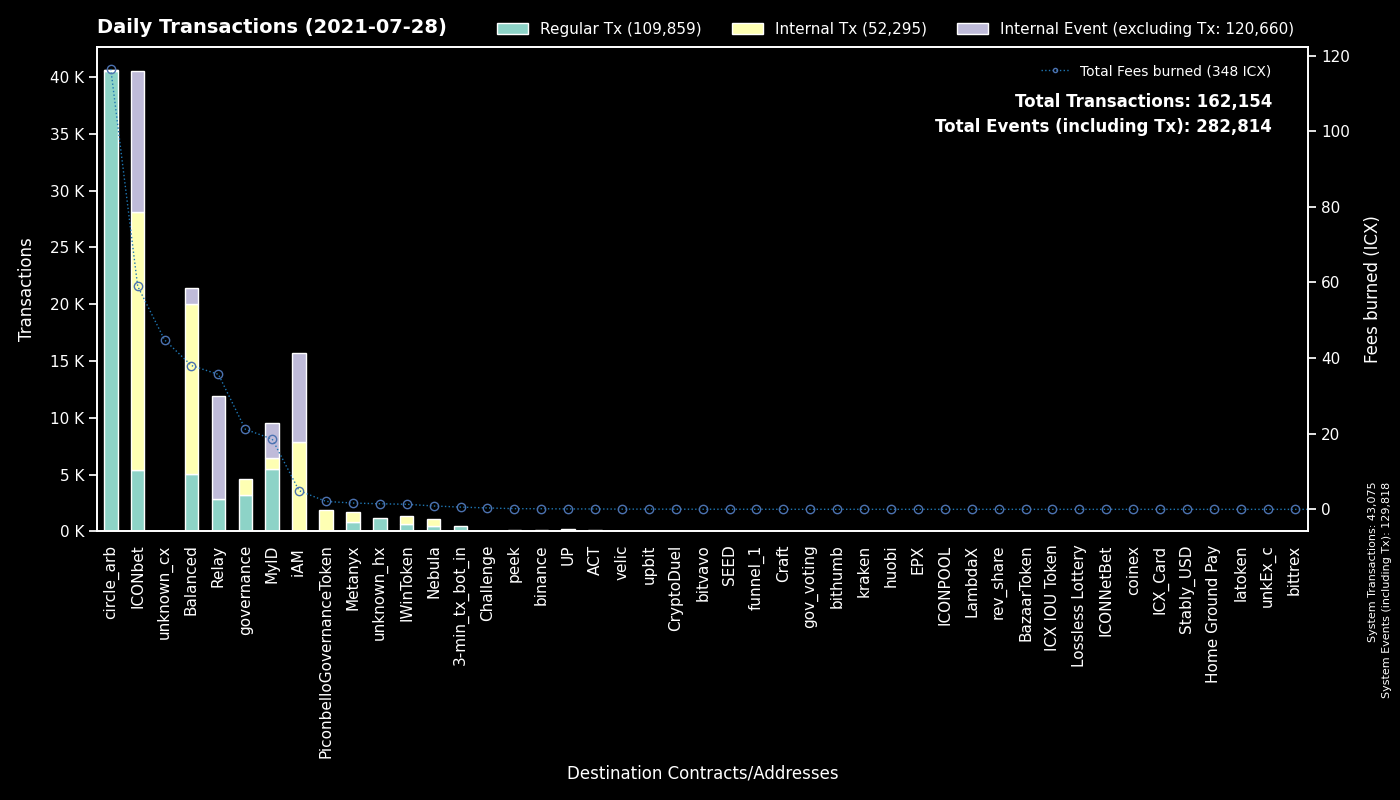 Daily Transactions (2021-07-28)
Regular Tx (109,859)
Internal Tx (52,295)
Internal Event (excluding Tx: 120,660)
Total Fees burned (348 ICX)
Total Transactions: 162,154
Total Events (including Tx): 282,814
Transactions
40 K
35 K
30 K
25 K
20 K
15 K
10 K
5 K
0 K
120
100
80
60
40
20
0
Fees burned (ICX)
circle_arb
ICONbet
unknown_cx
Balanced
Relay
governance
MyID
iAM
PiconbelloGovernanceToken
Metanyx
unknown_hx
IWinToken
Nebula
3-min_tx_bot_in
Challenge
peek
binance
UP
ACT
velic
upbit
CryptoDuel
bitvavo
SEED
funnel_1
Craft
gov_voting
bithumb
kraken
huobi
EPX
ICONPOOL
LambdaX
rev_share
BazaarToken
ICX IOU Token
Lossless Lottery
ICONNetBet
coinex
ICX_Card
Stably_USD
Home Ground Pay
latoken
unkEx_c
bittrex
Destination Contracts/Addresses
System Transactions: 43,075
System Events (including Tx): 129,818